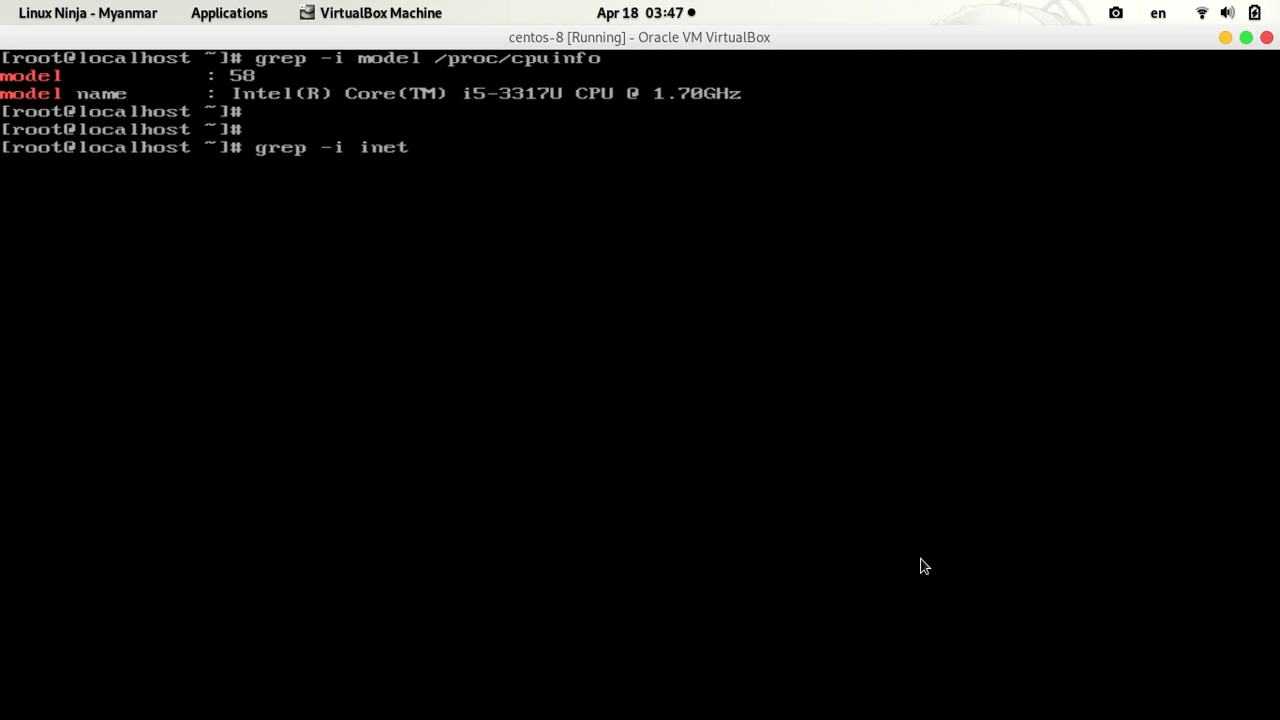 Linux Ninja - Myanmar Applications VirtualBox Machine Apr 18 03:47 en
centos-8 [Running] - Oracle VM VirtualBox
[root@localhost ~]# grep -i model /proc/cpuinfo
model : 58
model name : Intel(R) Core(TM) i5-3317U CPU @ 1.70GHz
[root@localhost ~]#
[root@localhost ~]#
[root@localhost ~]# grep -i inet